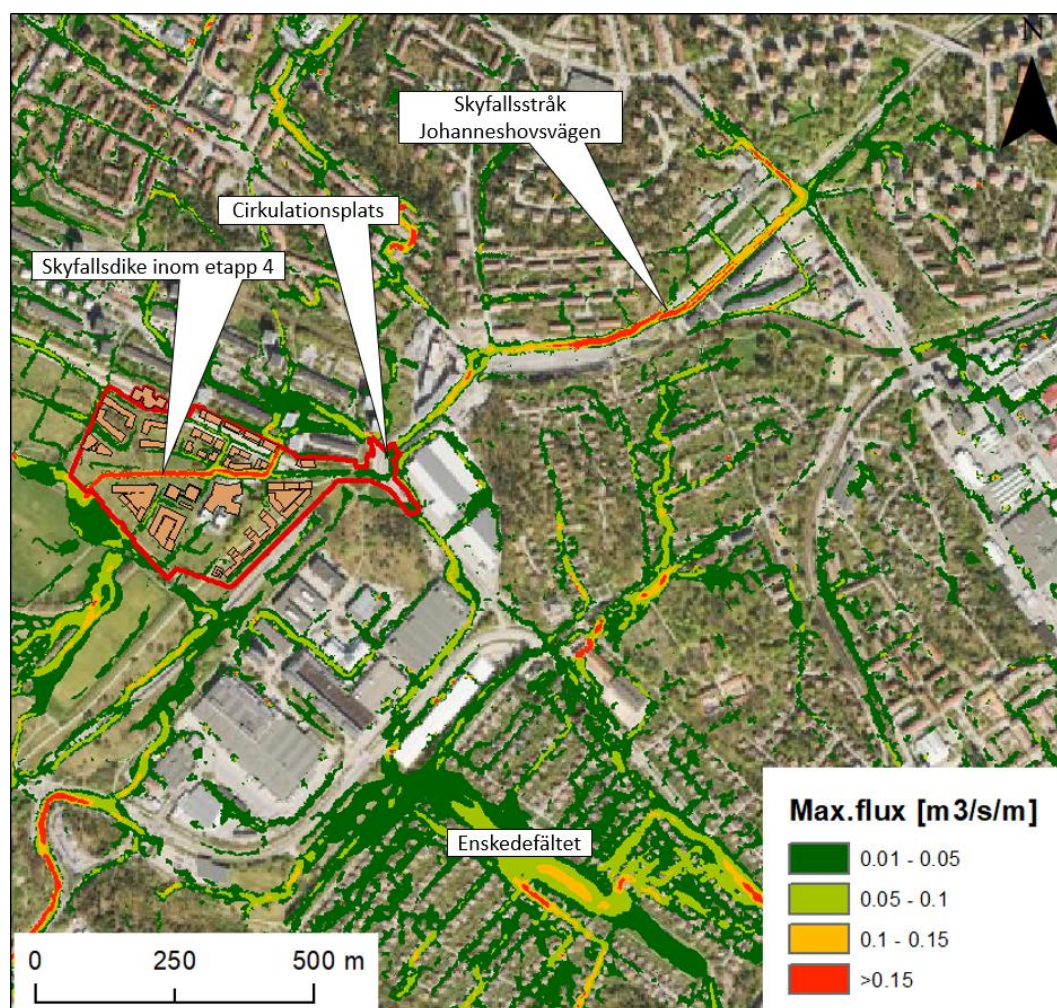 N
Skyfallsstråk
Johanneshovsvägen
Cirkulationsplats
Skyfallsdike inom etapp 4
Enskedefältet
Max.flux [m3/s/m]
0.01 - 0.05
0.05 - 0.1
0.1 - 0.15
>0.15
0 250 500 m